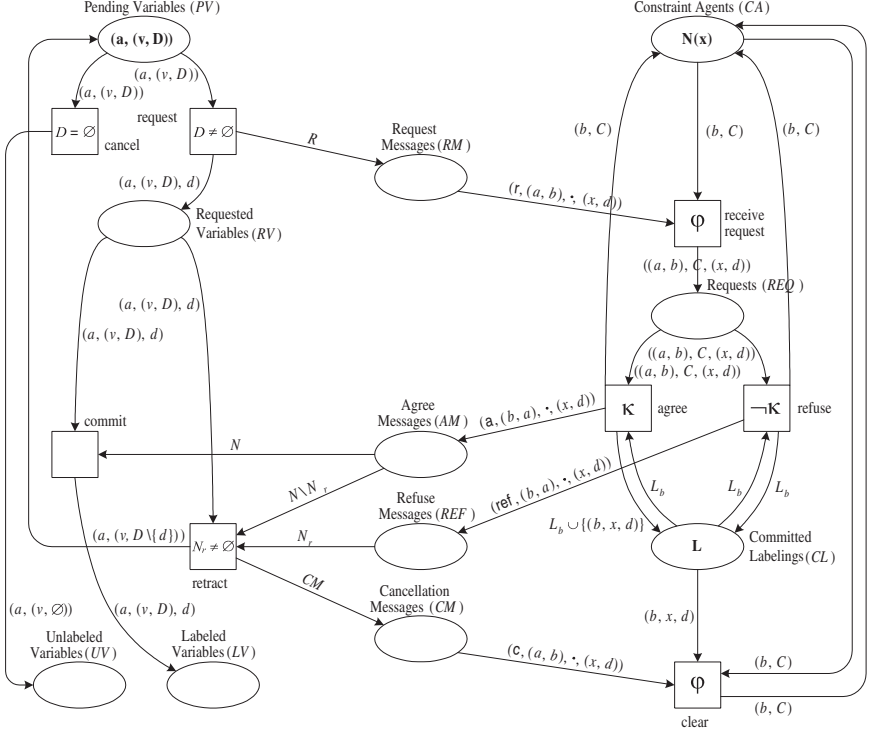 Pending Variables (PV)
Constraint Agents (CA)
(a, (v, D))
N(x)
(a, (v, D))
(a, (v, D))
request
D = ∅
D ≠ ∅
cancel
R
Request
Messages (RM)
(b, C)
(b, C)
(b, C)
(a, (v, D), d)
(r, (a, b), ·, (x, d))
Requested
Variables (RV)
φ
receive
request
((a, b), C, (x, d))
Requests (REQ)
(a, (v, D), d)
(a, (v, D), d)
((a, b), C, (x, d))
((a, b), C, (x, d))
κ
agree
¬κ
refuse
commit
Agree
Messages (AM)
(a, (b, a), ·, (x, d))
N
N\N_r
(ref, (b, a), ·, (x, d))
L_b
L_b
L_b
Refuse
Messages (REF)
L_b ∪ {(b, x, d)}
(a, (v, D\{d}))
N_r ≠ ∅
N_r
L
Committed
Labelings (CL)
retract
CM
Cancellation
Messages (CM)
(a, (v, ∅))
(a, (v, D), d)
(b, x, d)
Unlabeled
Variables (UV)
Labeled
Variables (LV)
(c, (a, b), ·, (x, d))
(b, C)
φ
(b, C)
clear